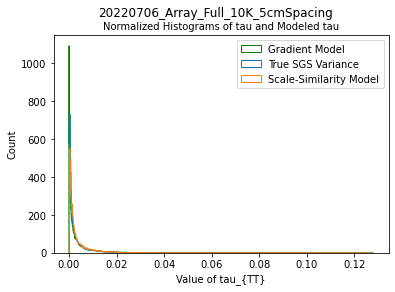 20220706_Array_Full_10K_5cmSpacing
Normalized Histograms of tau and Modeled tau
Gradient Model
True SGS Variance
Scale-Similarity Model
1000
800
600
400
200
0
Count
0.00 0.02 0.04 0.06 0.08 0.10 0.12
Value of tau_{TT}